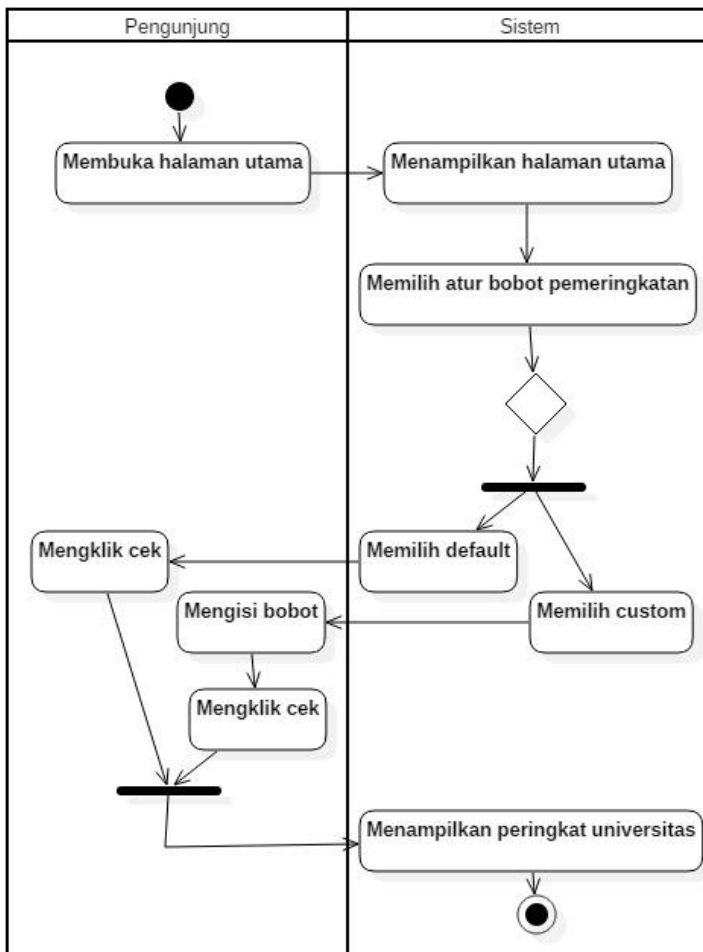 Pengunjung
Sistem
Membuka halaman utama
Menampilkan halaman utama
Memilih atur bobot pemeringkatan
Mengklik cek
Memilih default
Mengisi bobot
Memilih custom
Mengklik cek
Menampilkan peringkat universitas